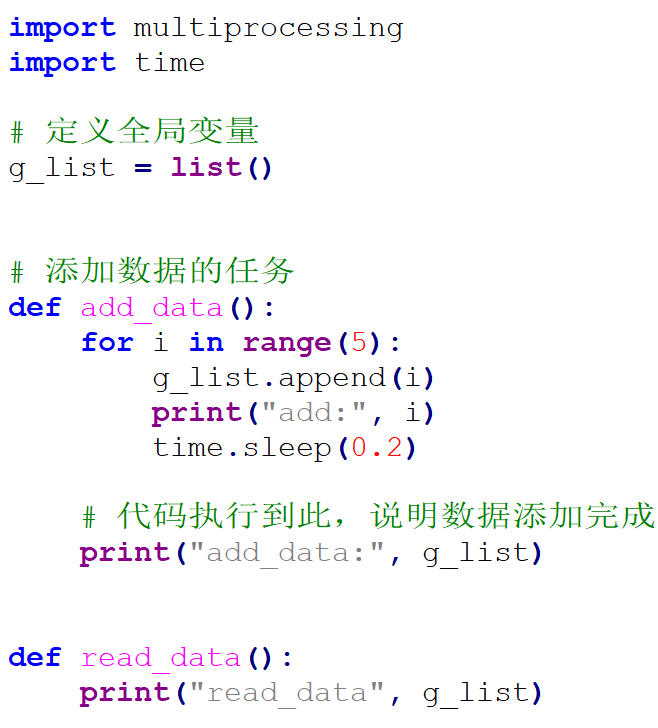 import multiprocessing
import time
# 定义全局变量
g_list = list()
# 添加数据的任务
def add_data():
    for i in range(5):
        g_list.append(i)
        print("add:", i)
        time.sleep(0.2)
    # 代码执行到此，说明数据添加完成
    print("add_data:", g_list)
def read_data():
    print("read_data", g_list)